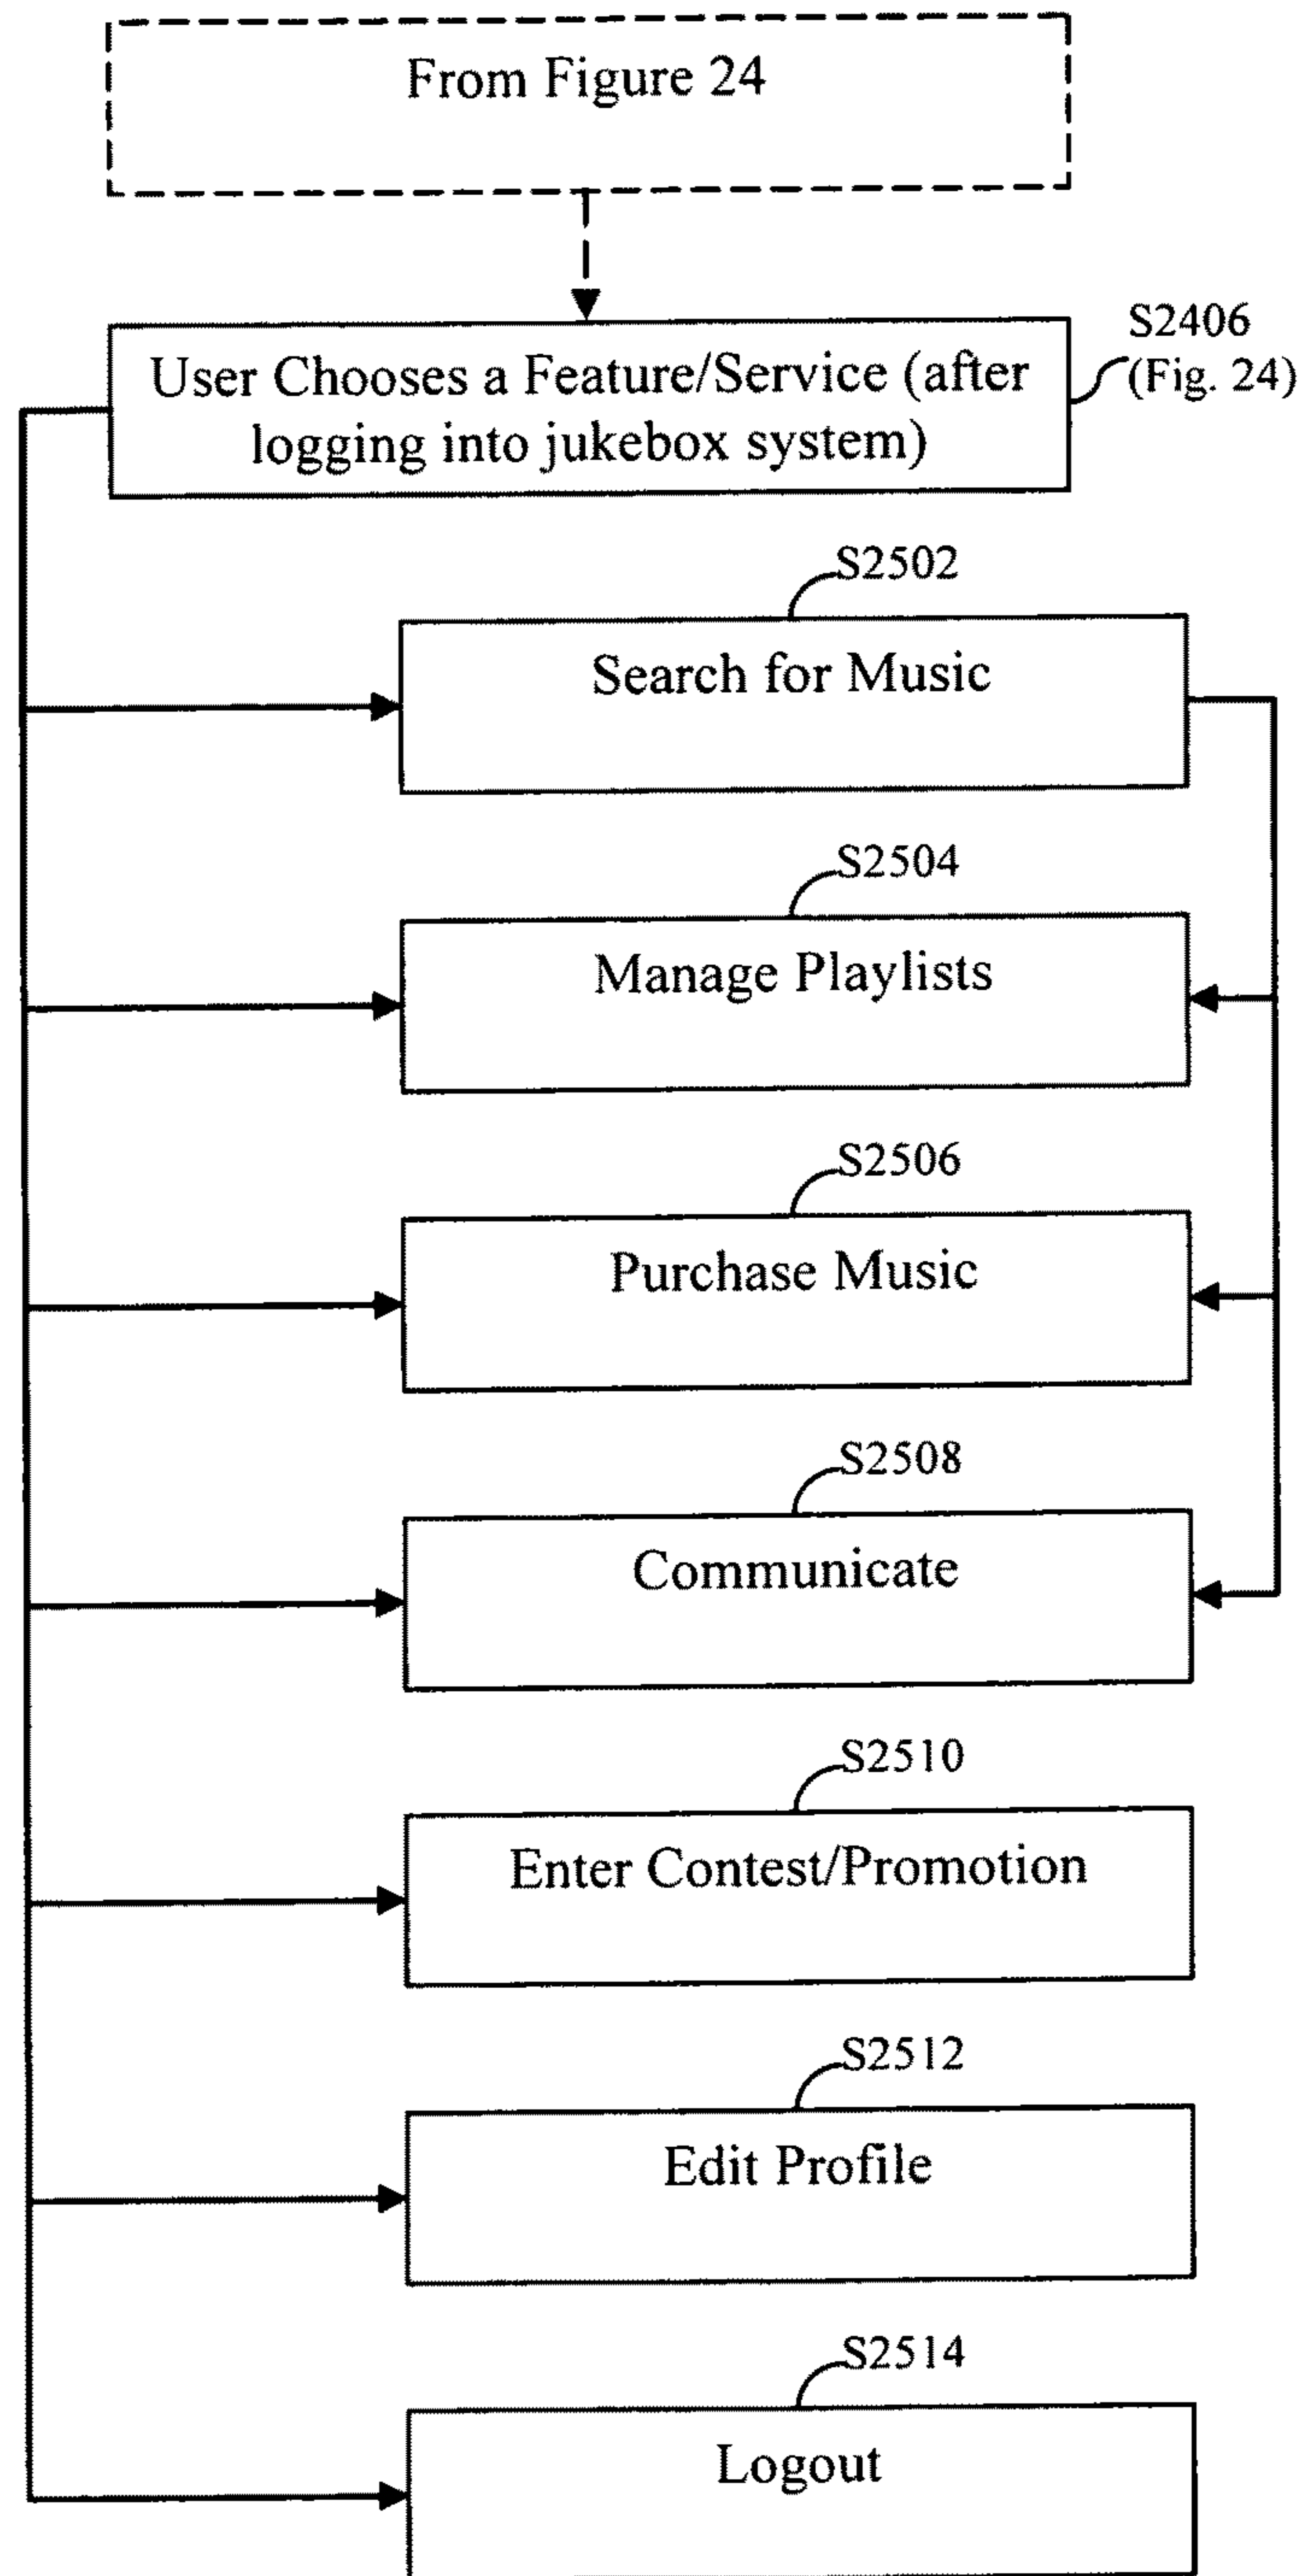 From Figure 24
S2406
(Fig. 24)
User Chooses a Feature/Service (after
logging into jukebox system)
S2502
Search for Music
S2504
Manage Playlists
S2506
Purchase Music
S2508
Communicate
S2510
Enter Contest/Promotion
S2512
Edit Profile
S2514
Logout